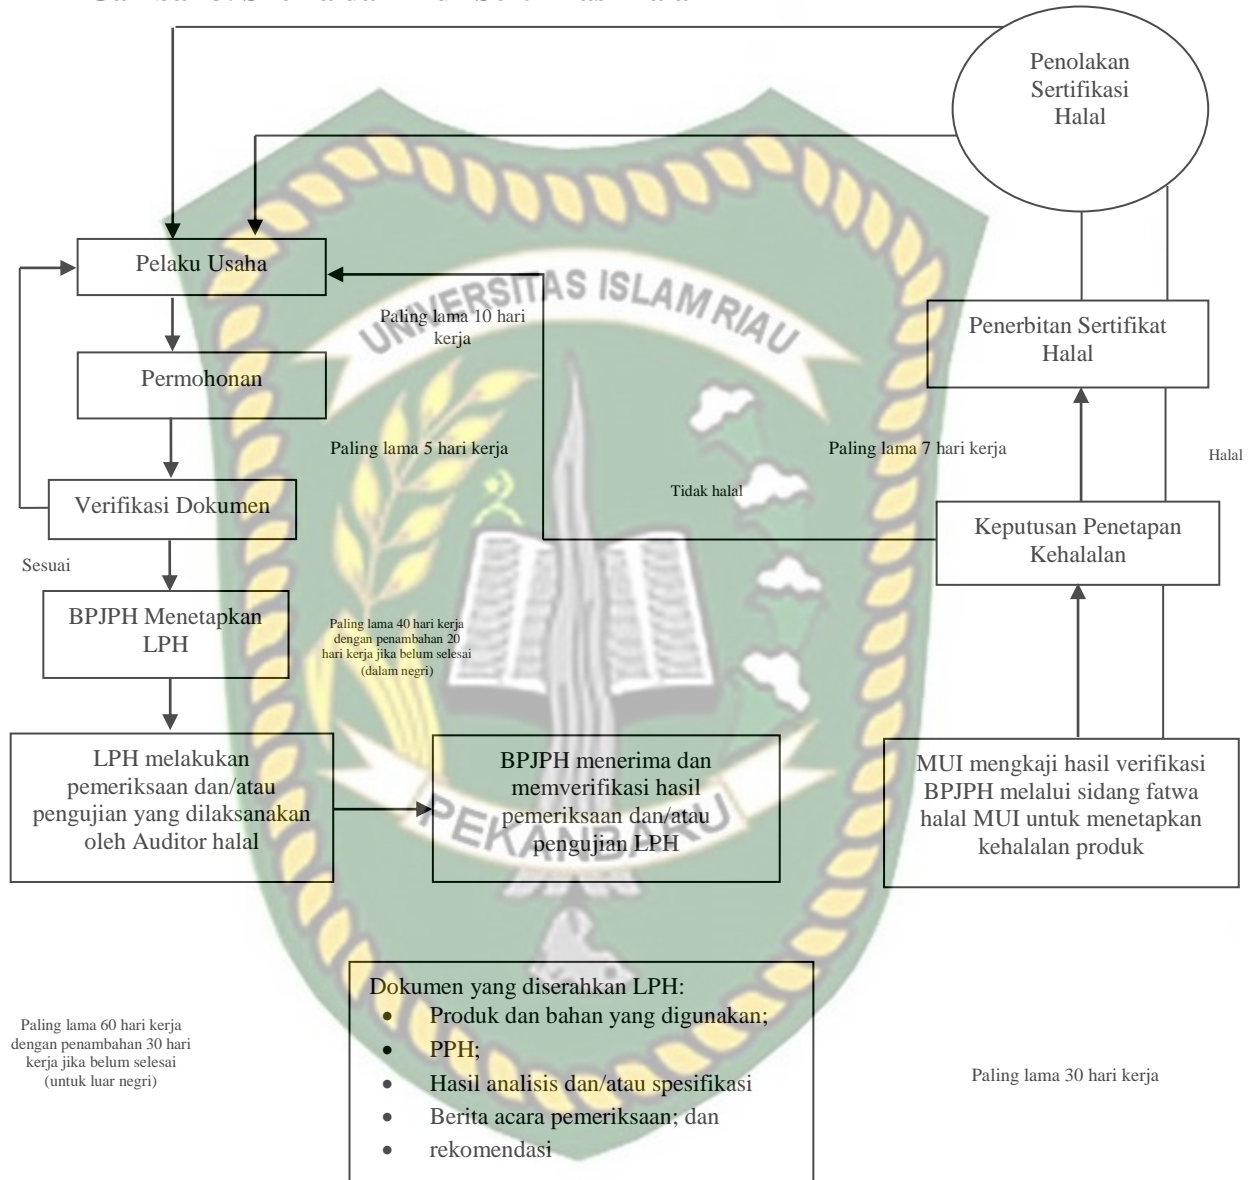 Penolakan
Sertifikasi
Halal
Pelaku Usaha
UNIVERSITAS ISLAM RIAU
Paling lama 10 hari
kerja
Penerbitan Sertifikat
Halal
Permohonan
Paling lama 5 hari kerja
Paling lama 7 hari kerja
Halal
Tidak halal
Verifikasi Dokumen
Keputusan Penetapan
Kehalalan
Sesuai
BPJPH Menetapkan
LPH
Paling lama 40 hari kerja
dengan penambahan 20
hari kerja jika belum selesai
(dalam negri)
LPH melakukan
pemeriksaan dan/atau
pengujian yang dilaksanakan
oleh Auditor halal
BPJPH menerima dan
memverifikasi hasil
pemeriksaan dan/atau
pengujian LPH
MUI mengkaji hasil verifikasi
BPJPH melalui sidang fatwa
halal MUI untuk menetapkan
kehalalan produk
PEKANBARU
Dokumen yang diserahkan LPH:
• Produk dan bahan yang digunakan;
• PPH;
• Hasil analisis dan/atau spesifikasi
• Berita acara pemeriksaan; dan
• rekomendasi
Paling lama 60 hari kerja
dengan penambahan 30 hari
kerja jika belum selesai
(untuk luar negri)
Paling lama 30 hari kerja